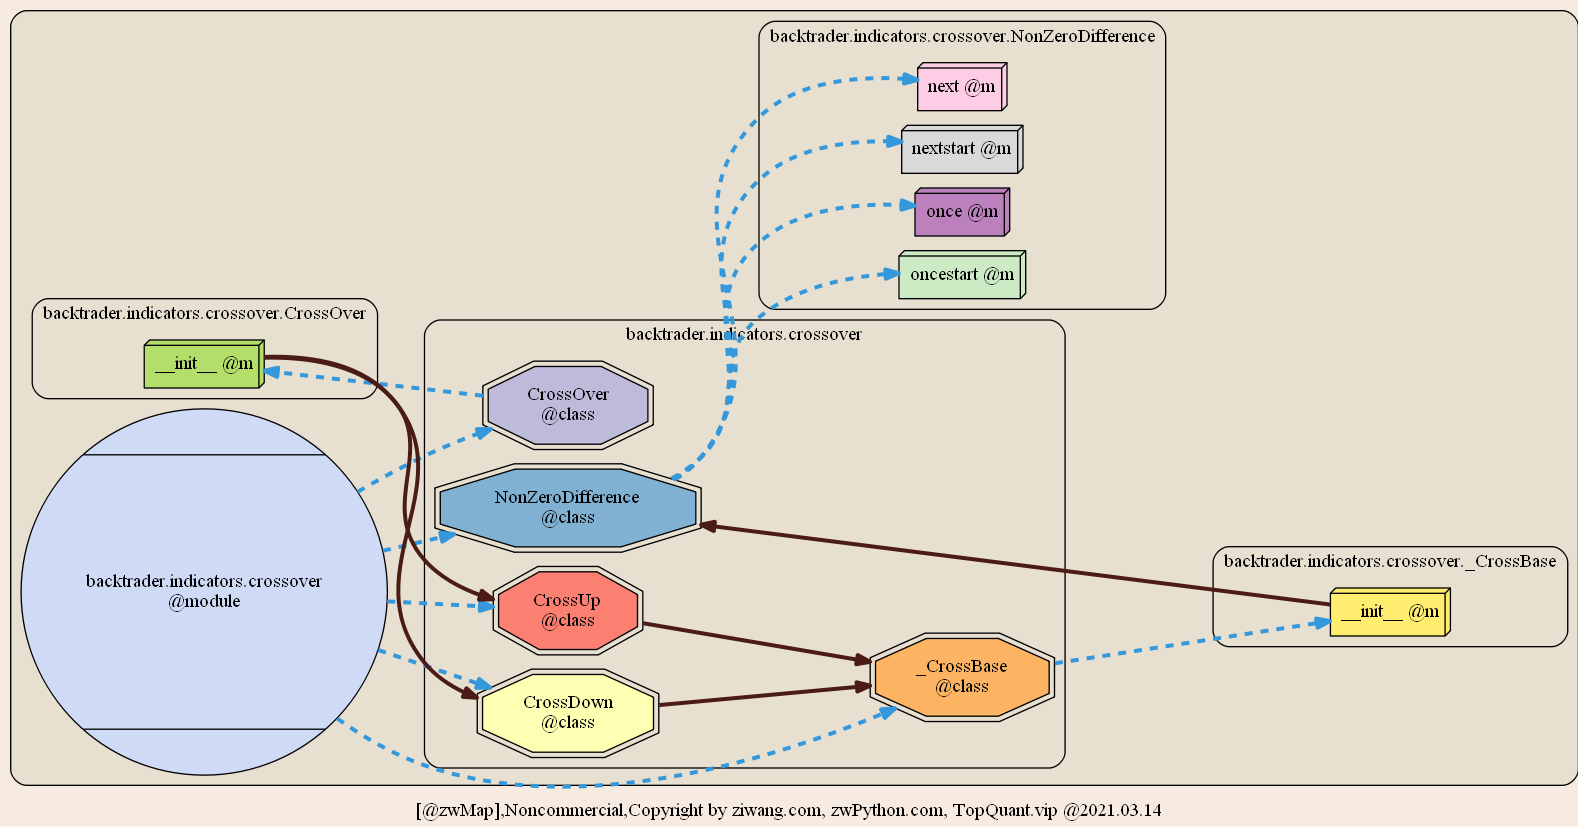 backtrader.indicators.crossover.NonZeroDifference
next @m
nextstart @m
once @m
oncestart @m
backtrader.indicators.crossover.CrossOver
__init__ @m
backtrader.indicators.crossover
CrossOver
@class
NonZeroDifference
@class
backtrader.indicators.crossover
@module
CrossUp
@class
CrossDown
@class
_CrossBase
@class
backtrader.indicators.crossover._CrossBase
__init__ @m
[@zwMap],Noncommercial,Copyright by ziwang.com, zwPython.com, TopQuant.vip @2021.03.14